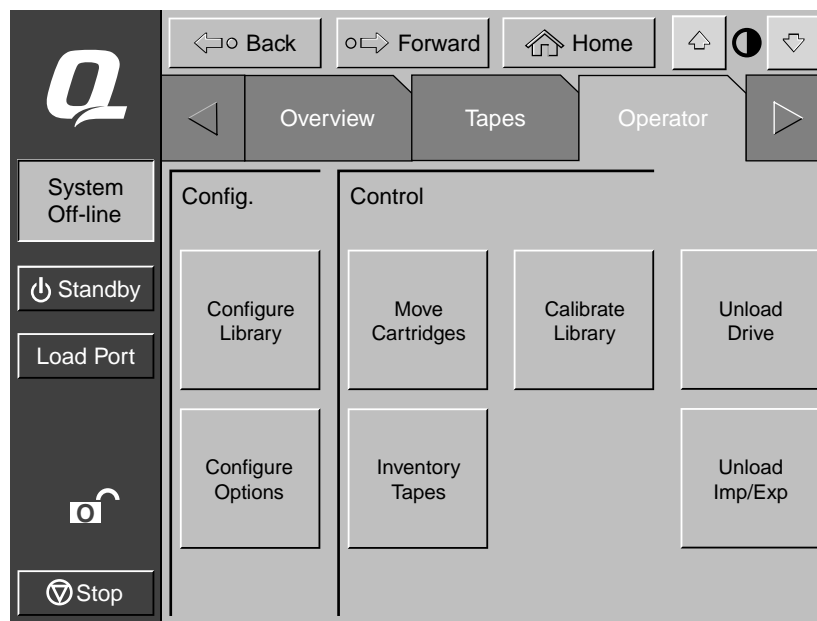 Q
Back
Forward
Home
Overview
Tapes
Operator
System
Off-line
Standby
Load Port
O
Stop
Config.
Control
Configure
Library
Move
Cartridges
Calibrate
Library
Unload
Drive
Configure
Options
Inventory
Tapes
Unload
Imp/Exp